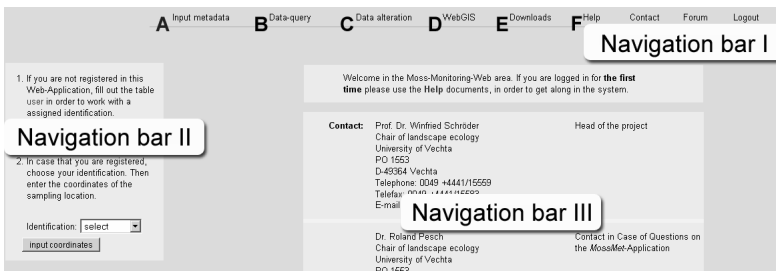 A Input metadata B Data-query C Data alteration D WebGIS E Downloads F Help Contact Forum Logout
Navigation bar I
1. If you are not registered in this
Web-Application, fill out the table
user in order to work with a
assigned identification.
Navigation bar II
2. In case that you are registered,
choose your identification. Then
enter the coordinates of the
sampling location.
Identification: select
input coordinates
Welcome in the Moss-Monitoring-Web area. If you are logged in for the first
time please use the Help documents, in order to get along in the system.
Contact: Prof. Dr. Winfried Schröder Head of the project
Chair of landscape ecology
University of Vechta
PO 1553
D-49364 Vechta
Telephone: 0049 +4441/15559
Telefax: 0049 +4441/15583
E-mail
Navigation bar III
Dr. Roland Pesch Contact in Case of Questions on
Chair of landscape ecology the MossMet-Application
University of Vechta
PO 1553